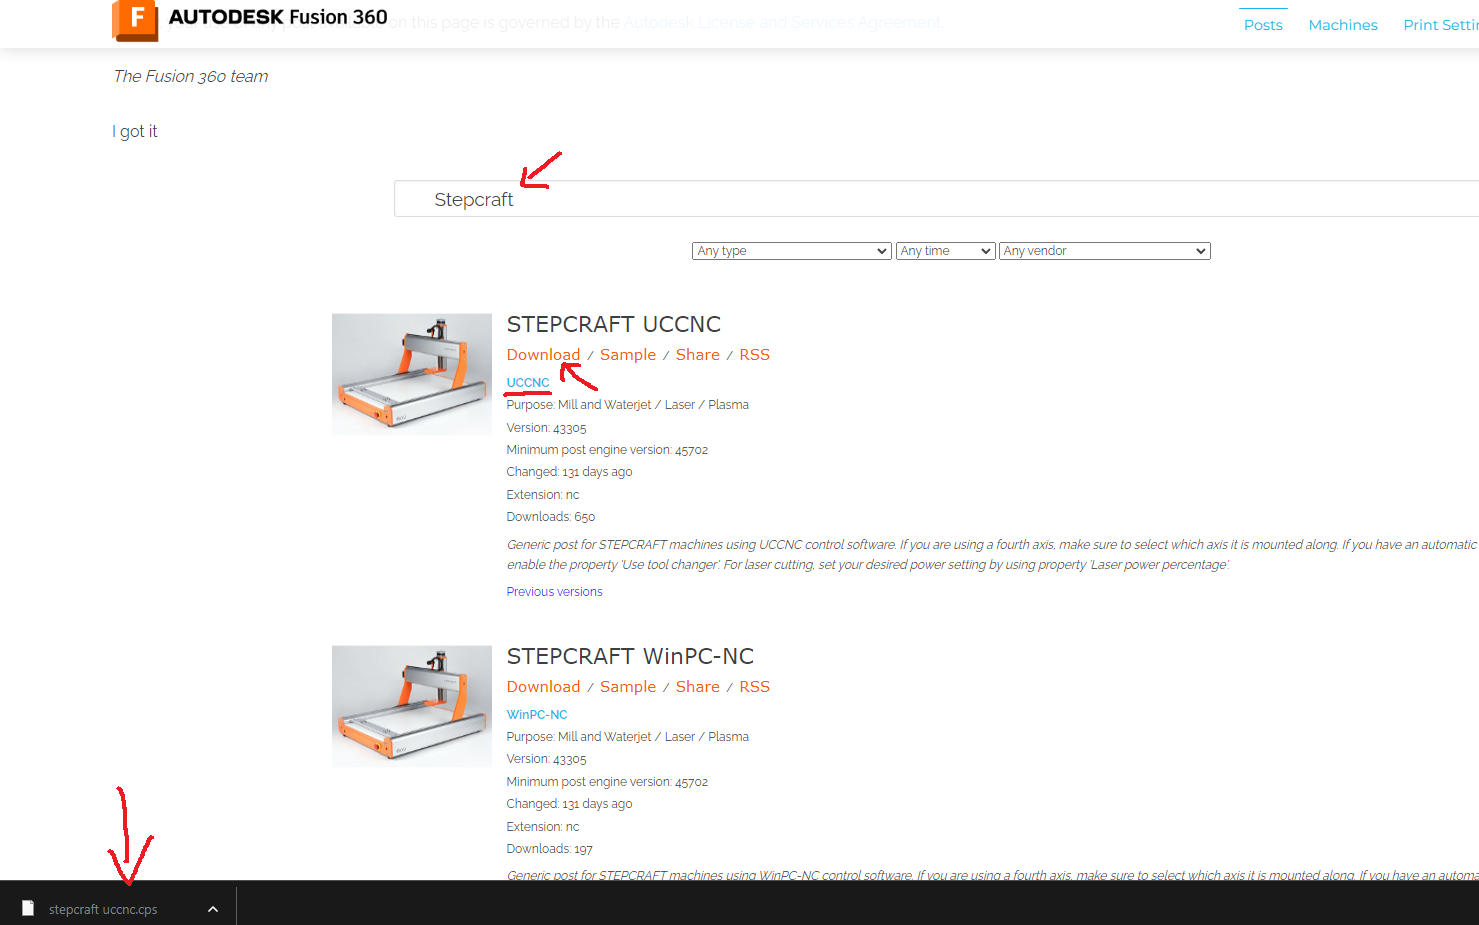 F AUTODESK Fusion 360
on this page is governed by the Autodesk License and Services Agreement.
Posts Machines Print
The Fusion 360 team
I got it
Stepcraft
Any type Any time Any vendor
STEPCRAFT UCCNC
Download / Sample / Share / RSS
UCCNC
Purpose: Mill and Waterjet / Laser / Plasma
Version: 43305
Minimum post engine version: 45702
Changed: 131 days ago
Extension: nc
Downloads: 650
Generic post for STEPCRAFT machines using UCCNC control software. If you are using a fourth axis, make sure to select which axis it is mounted along. If you have an automatic
enable the property 'Use tool changer'. For laser cutting, set your desired power setting by using property 'Laser power percentage'.
Previous versions
STEPCRAFT WinPC-NC
Download / Sample / Share / RSS
WinPC-NC
Purpose: Mill and Waterjet / Laser / Plasma
Version: 43305
Minimum post engine version: 45702
Changed: 131 days ago
Extension: nc
Downloads: 197
Generic post for STEPCRAFT machines using WinPC-NC control software. If you are using a fourth axis, make sure to select which axis it is mounted along. If you have an
stepcraft uccnc.cps